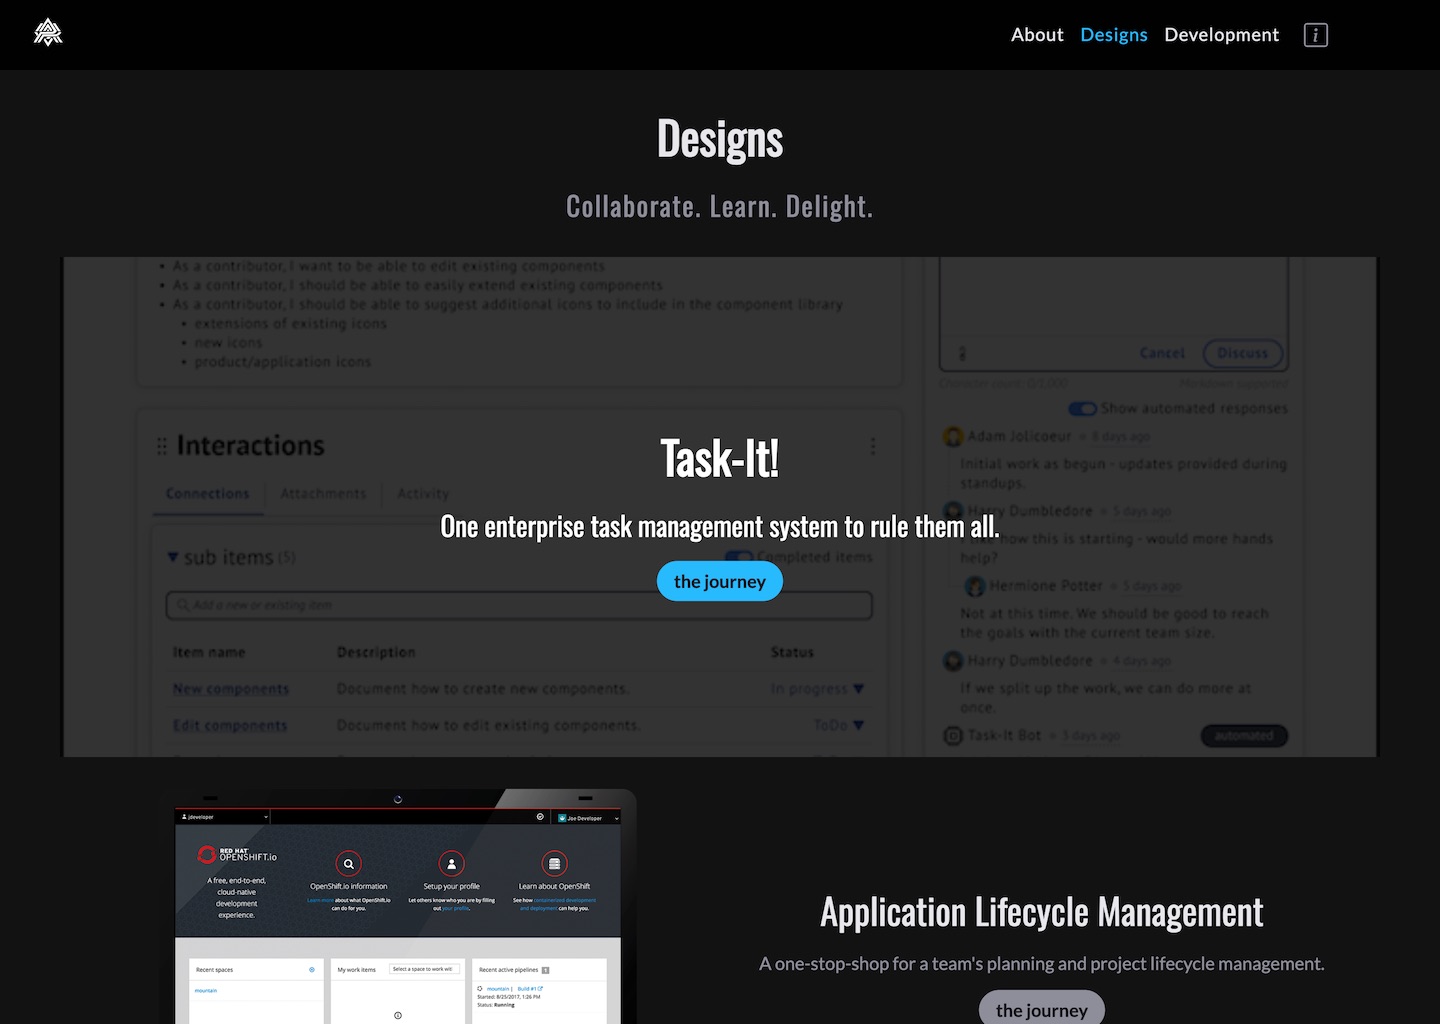 About Designs Development i
Designs
Collaborate. Learn. Delight.
• As a contributor, I want to be able to edit existing components
• As a contributor, I should be able to easily extend existing components
• As a contributor, I should be able to suggest additional icons to include in the component library
• extensions of existing icons
• new icons
• product/application icons
Cancel Discuss
Character count: 0/2,000 Markdown supported
Show automated responses
Interactions
Connections Attachments Activity
sub items (5)
Completed items
Add a new or existing item
Item name Description Status
New components Document how to create new components. In progress
Edit components Document how to edit existing components. ToDo
Adam Jolicoeur 8 days ago
Initial work as begun - updates provided during
standups.
Harry Dumbledore 5 days ago
how this is starting - would more hands
help?
Hermione Potter 5 days ago
Not at this time. We should be good to reach
the goals with the current team size.
Harry Dumbledore 4 days ago
If we split up the work, we can do more at
once.
Task-It Bot 3 days ago automated
Task-It!
One enterprise task management system to rule them all.
the journey
jdeveloper Joe Developer
RED HAT
OPENSHIFT.io
A free, end-to-end,
cloud-native
development
experience.
OpenShift.io information
Learn more about what OpenShift.io
can do for you.
Setup your profile
Let others know who you are by filling
out your profile.
Learn about OpenShift
See how containerized development
and deployment can help you.
Recent spaces
mountain
My work items Select a space to work wit
Recent active pipelines 1
mountain | Build #1
Started: 8/23/2017, 1:26 PM
Status: Running
Application Lifecycle Management
A one-stop-shop for a team's planning and project lifecycle management.
the journey